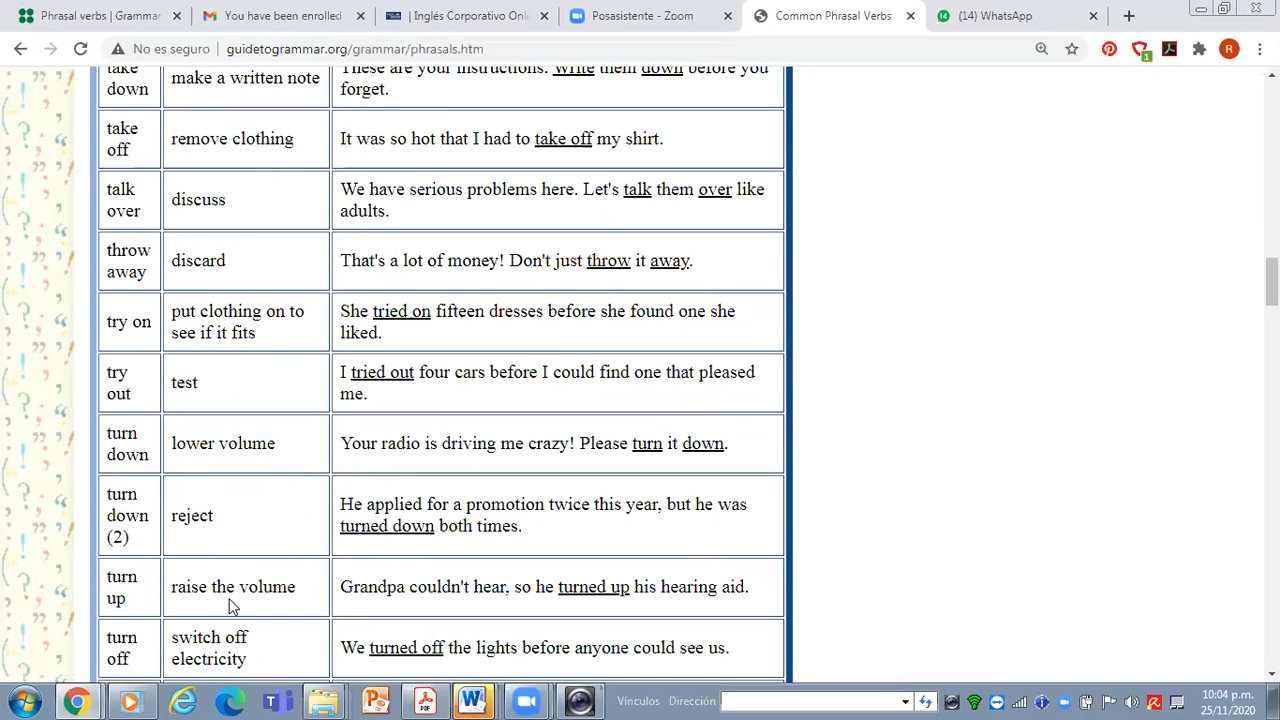 Phrasal verbs | Grammar
You have been enrolled
| Inglés Corporativo Onli
Posasistente - Zoom
Common Phrasal Verbs
(14) WhatsApp
No es seguro | guidetogrammar.org/grammar/phrasals.htm
R
1
take down
make a written note
These are your instructions. Write them down before you
forget.
take
off
remove clothing
It was so hot that I had to take off my shirt.
talk
over
discuss
We have serious problems here. Let's talk them over like
adults.
throw
away
discard
That's a lot of money! Don't just throw it away.
try on
put clothing on to
see if it fits
She tried on fifteen dresses before she found one she
liked.
try
out
test
I tried out four cars before I could find one that pleased
me.
turn
down
lower volume
Your radio is driving me crazy! Please turn it down.
turn
down
(2)
reject
He applied for a promotion twice this year, but he was
turned down both times.
turn
up
raise the volume
Grandpa couldn't hear, so he turned up his hearing aid.
turn
off
switch off
electricity
We turned off the lights before anyone could see us.
Vínculos Dirección
10:04 p.m.
25/11/2020